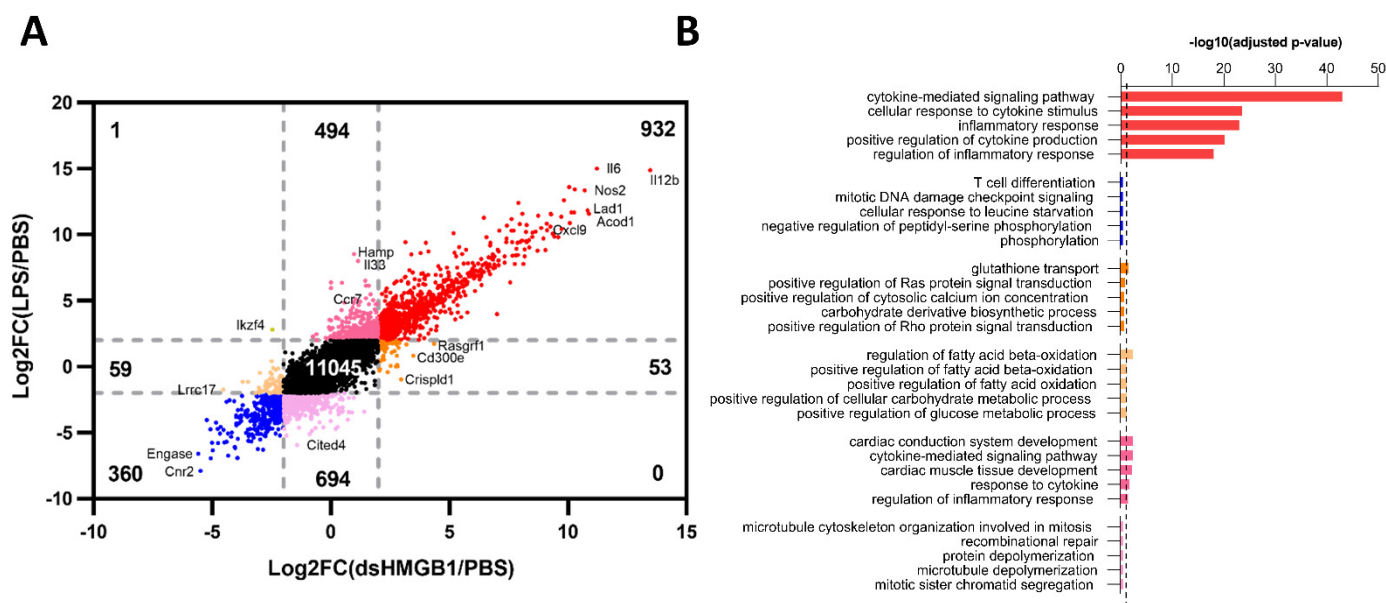 A
B
20
15
10
5
0
-5
-10
Log2FC(LPS/PBS)
1
494
932
Il6
Il12b
Nos2
Lad1
Acod1
Cxcl9
Hamp
Il33
Ccr7
Ikzf4
Rasgrf1
Cd300e
59
11045
53
Lrrc17
Crispld1
Cited4
Engase
Cnr2
360
694
0
-10
-5
0
5
10
15
Log2FC(dsHMGB1/PBS)
-log10(adjusted p-value)
0 10 20 30 40 50
cytokine-mediated signaling pathway
cellular response to cytokine stimulus
inflammatory response
positive regulation of cytokine production
regulation of inflammatory response
T cell differentiation
mitotic DNA damage checkpoint signaling
cellular response to leucine starvation
negative regulation of peptidyl-serine phosphorylation
phosphorylation
glutathione transport
positive regulation of Ras protein signal transduction
positive regulation of cytosolic calcium ion concentration
carbohydrate derivative biosynthetic process
positive regulation of Rho protein signal transduction
regulation of fatty acid beta-oxidation
positive regulation of fatty acid beta-oxidation
positive regulation of fatty acid oxidation
positive regulation of cellular carbohydrate metabolic process
positive regulation of glucose metabolic process
cardiac conduction system development
cytokine-mediated signaling pathway
cardiac muscle tissue development
response to cytokine
regulation of inflammatory response
microtubule cytoskeleton organization involved in mitosis
recombinational repair
protein depolymerization
microtubule depolymerization
mitotic sister chromatid segregation